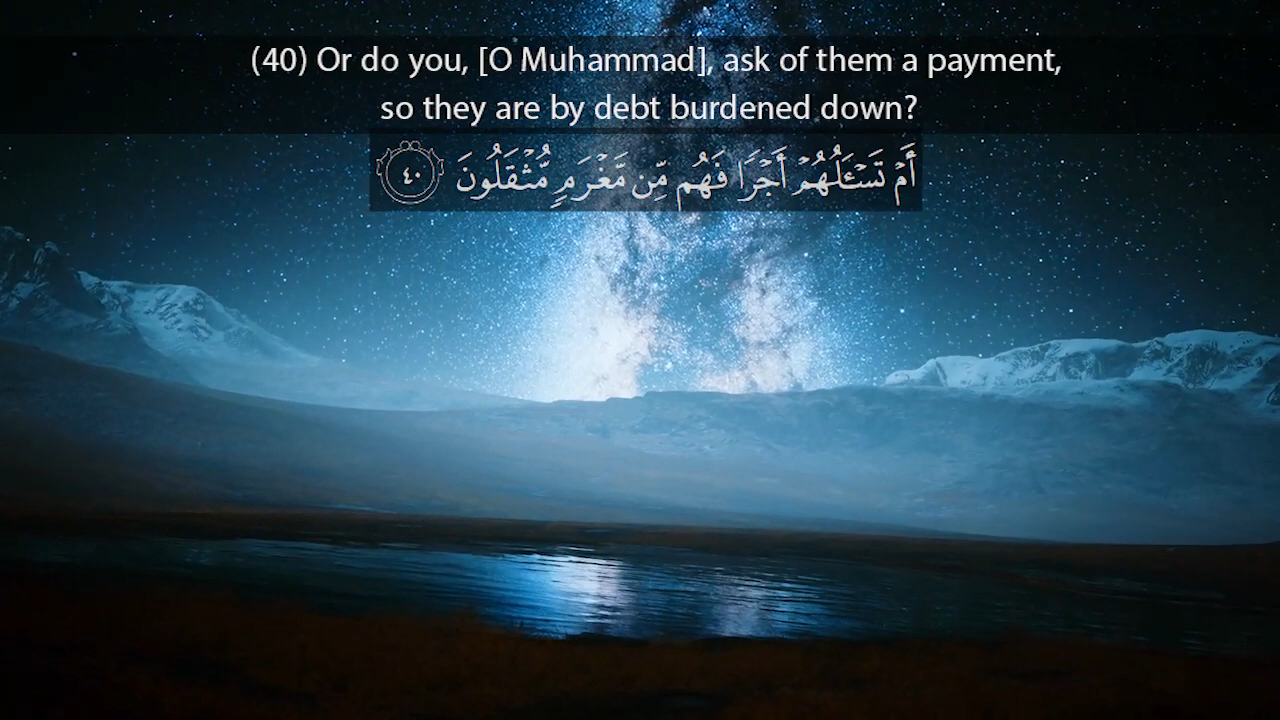 (40) Or do you, [O Muhammad], ask of them a payment,
so they are by debt burdened down?
أَمْ تَسْـَٔلُهُمْ أَجْرًا فَهُم مِّن مَّغْرَمٍ مُّثْقَلُونَ ٤٠